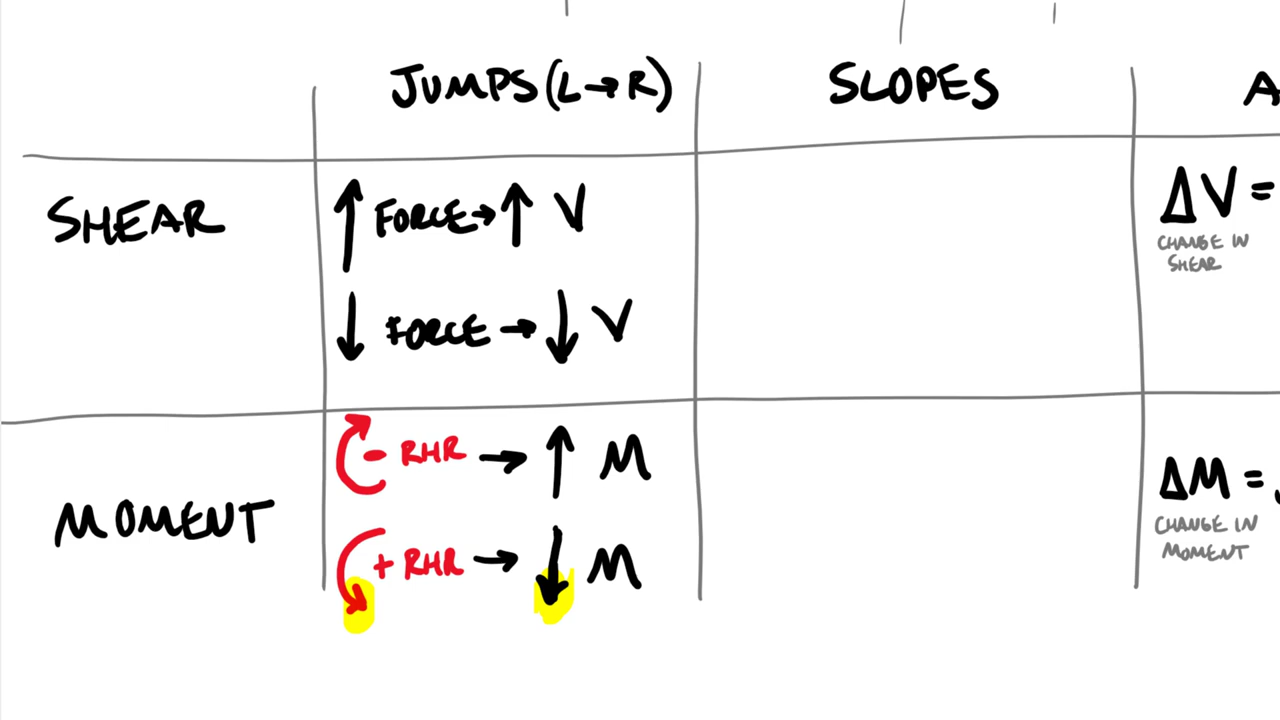 JUMPS (L→R)
SLOPES
A
SHEAR
↑ FORCE → ↑ V
↓ FORCE → ↓ V
ΔV =
CHANGE IN
SHEAR
MOMENT
- RHR → ↑ M
+ RHR → ↓ M
ΔM =
CHANGE IN
MOMENT